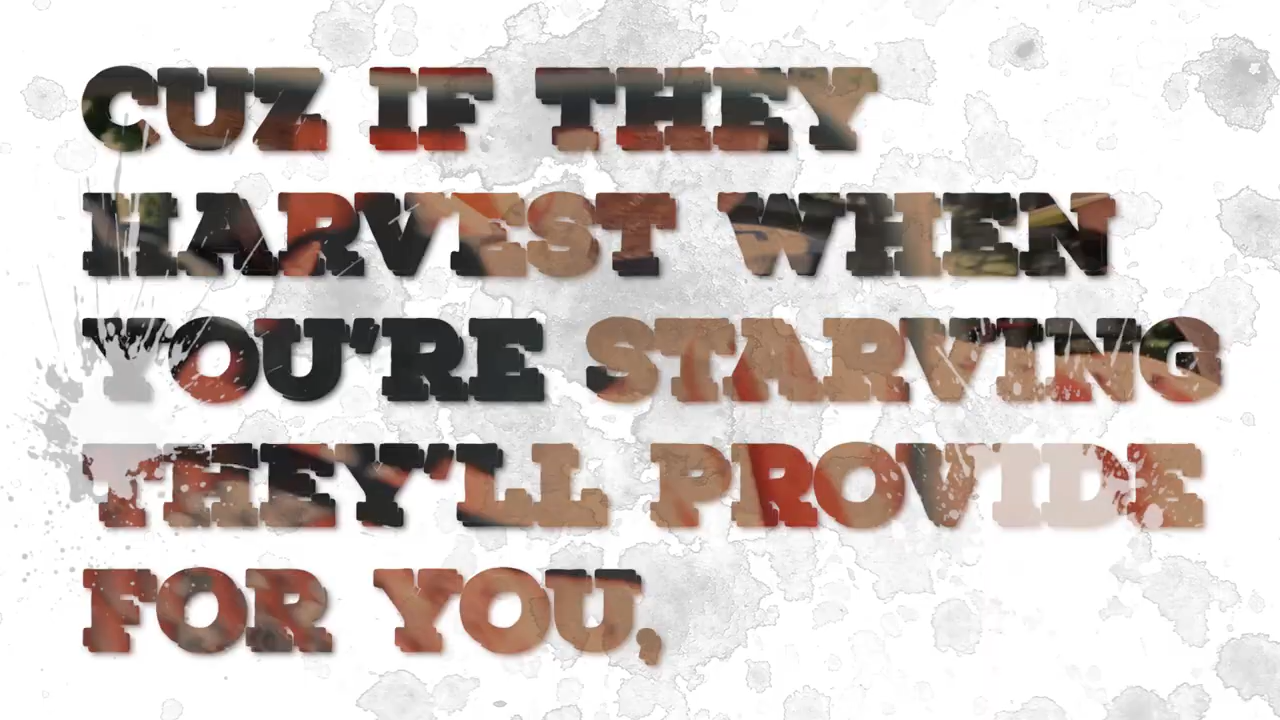 CUZ IF THEY
HARVEST WHEN
YOU'RE STARVING
THEY'LL PROVIDE
FOR YOU,